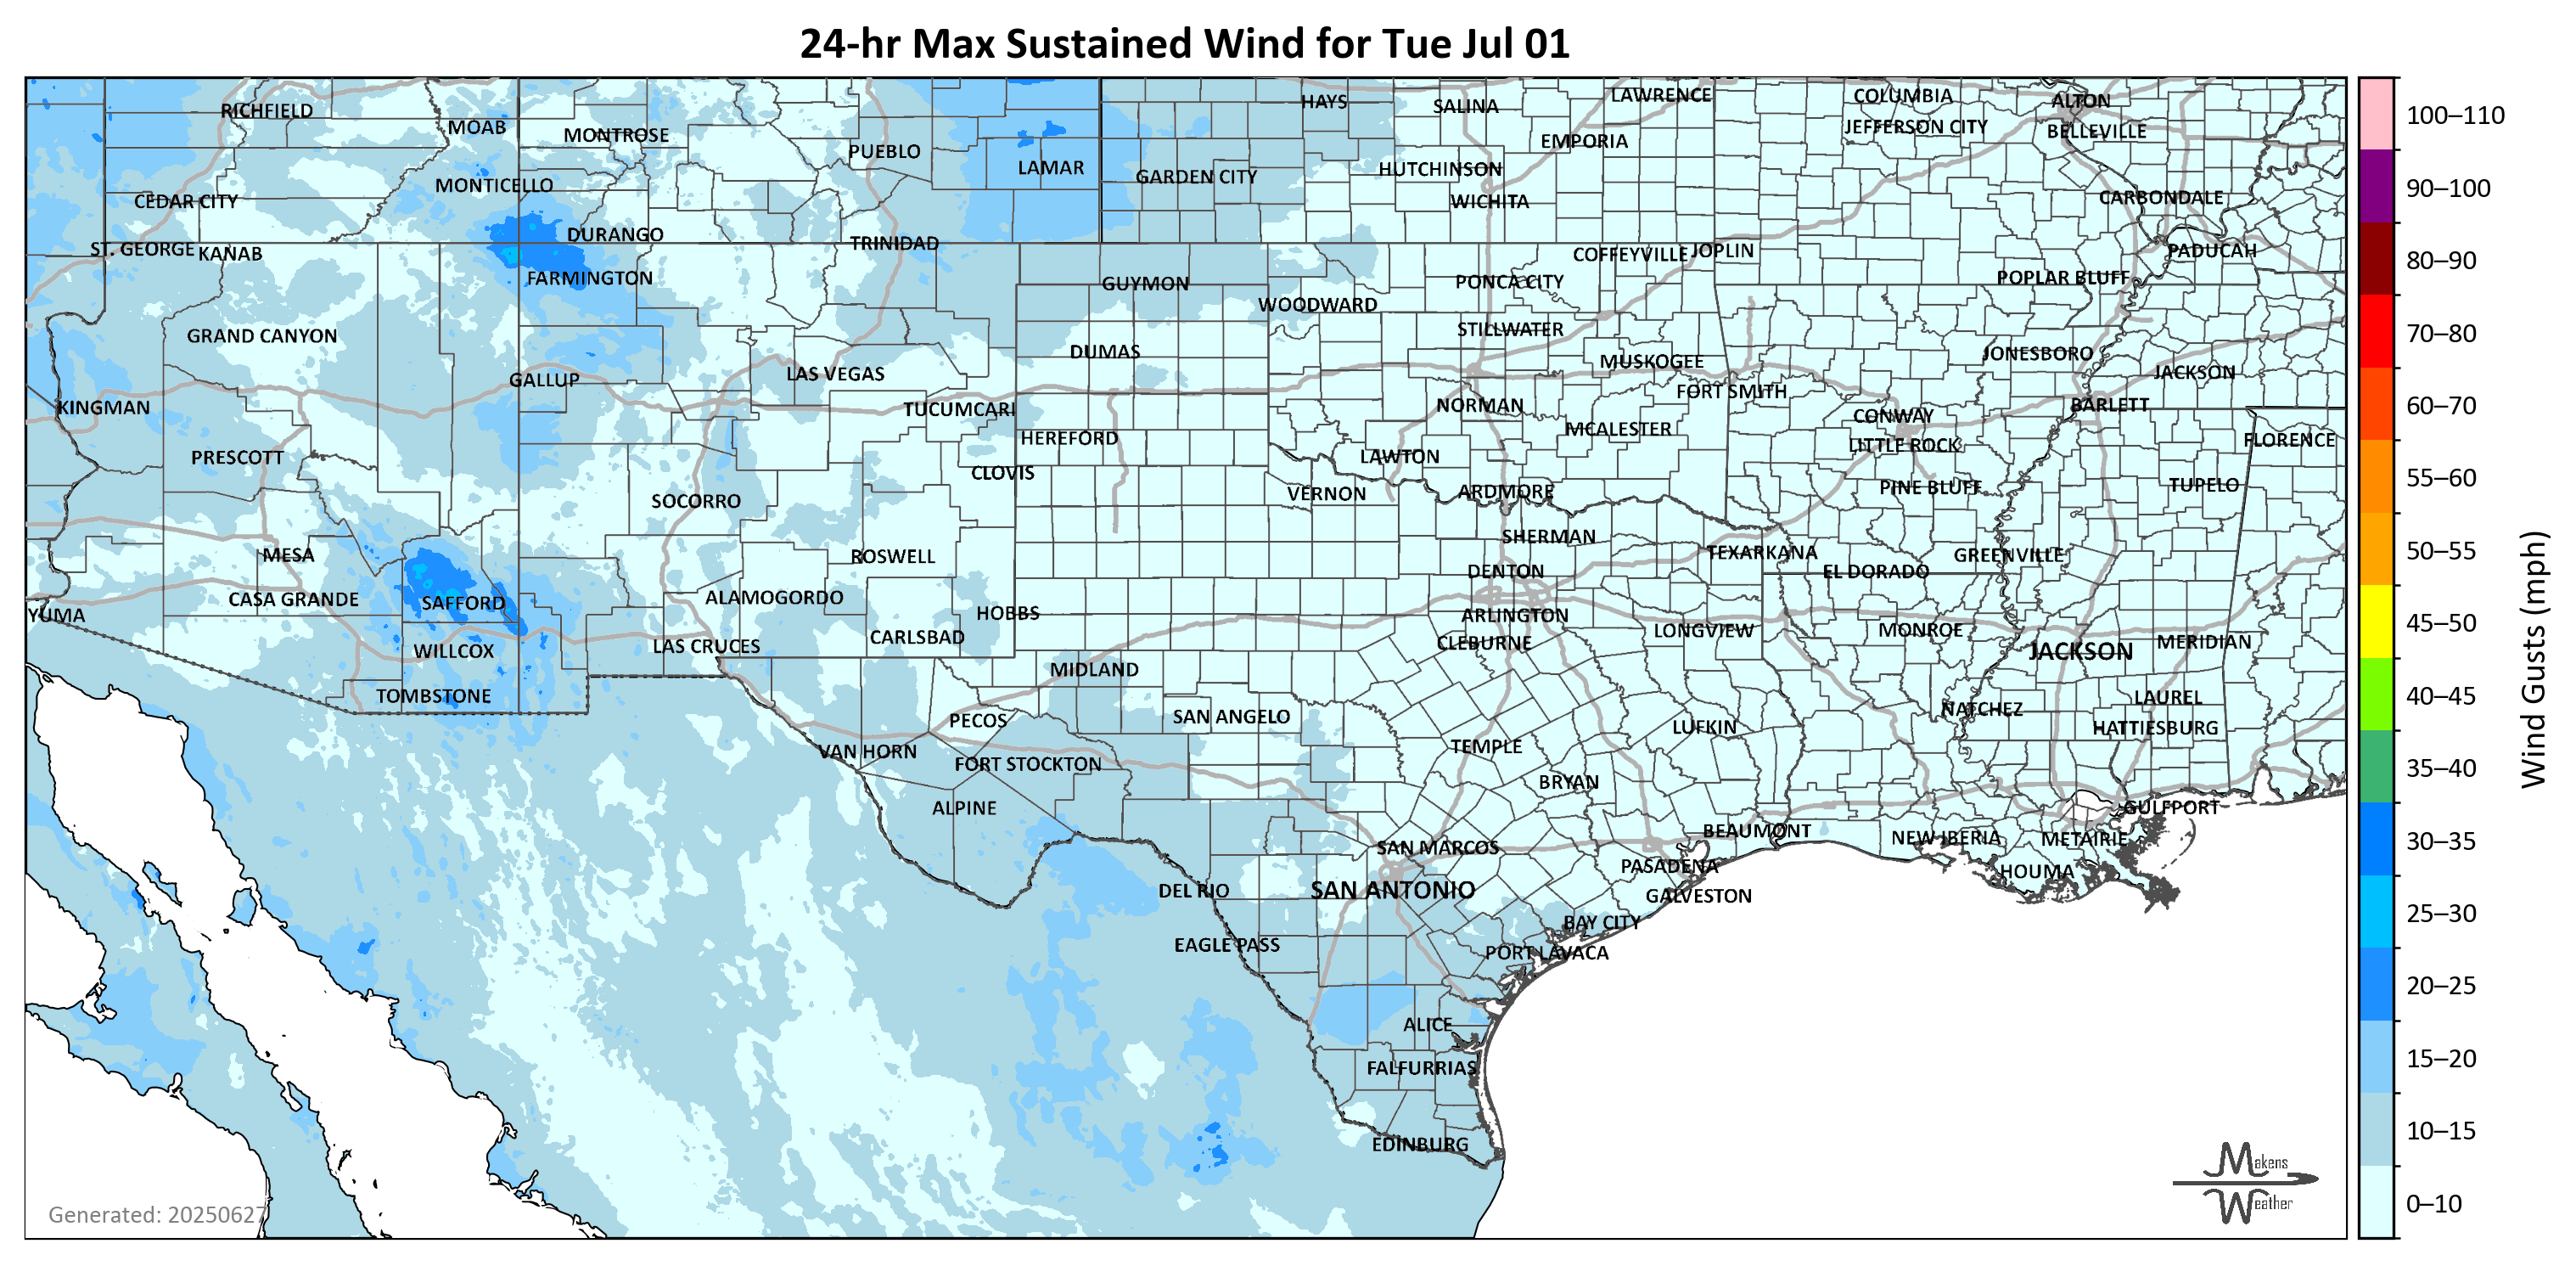 24-hr Max Sustained Wind for Tue Jul 01
HAYS
SALINA
LAWRENCE
COLUMBIA
ALTON
RICHFIELD
MOAB
MONTROSE
PUEBLO
EMPORIA
JEFFERSON CITY
BELLEVILLE
LAMAR
GARDEN CITY
HUTCHINSON
MONTICELLO
CEDAR CITY
WICHITA
CARBONDALE
ST. GEORGE
KANAB
DURANGO
TRINIDAD
COFFEYVILLE
JOPLIN
PADUCAH
FARMINGTON
GUYMON
PONCA CITY
POPLAR BLUFF
WOODWARD
GRAND CANYON
STILLWATER
DUMAS
MUSKOGEE
JONESBORO
GALLUP
LAS VEGAS
FORT SMITH
JACKSON
KINGMAN
TUCUMCARI
NORMAN
CONWAY
BARLETT
HEREFORD
MCALESTER
LITTLE ROCK
FLORENCE
PRESCOTT
CLOVIS
LAWTON
SOCORRO
VERNON
ARDMORE
PINE BLUFF
TUPELO
MESA
ROSWELL
SHERMAN
TEXARKANA
GREENVILLE
DENTON
EL DORADO
CASA GRANDE
SAFFORD
ALAMOGORDO
YUMA
HOBBS
ARLINGTON
LAS CRUCES
CARLSBAD
CLEBURNE
LONGVIEW
MONROE
JACKSON
MERIDIAN
WILLCOX
MIDLAND
TOMBSTONE
PECOS
SAN ANGELO
LUFKIN
NATCHEZ
LAUREL
HATTIESBURG
VAN HORN
FORT STOCKTON
TEMPLE
BRYAN
ALPINE
GULFPORT
SAN MARCOS
BEAUMONT
NEW IBERIA
METAIRIE
DEL RIO
SAN ANTONIO
PASADENA
GALVESTON
HOUMA
EAGLE PASS
BAY CITY
PORT LAVACA
ALICE
FALFURRIAS
EDINBURG
Generated: 20250627
Makens
Weather
100–110
90–100
80–90
70–80
60–70
55–60
50–55
45–50
40–45
35–40
30–35
25–30
20–25
15–20
10–15
0–10
Wind Gusts (mph)